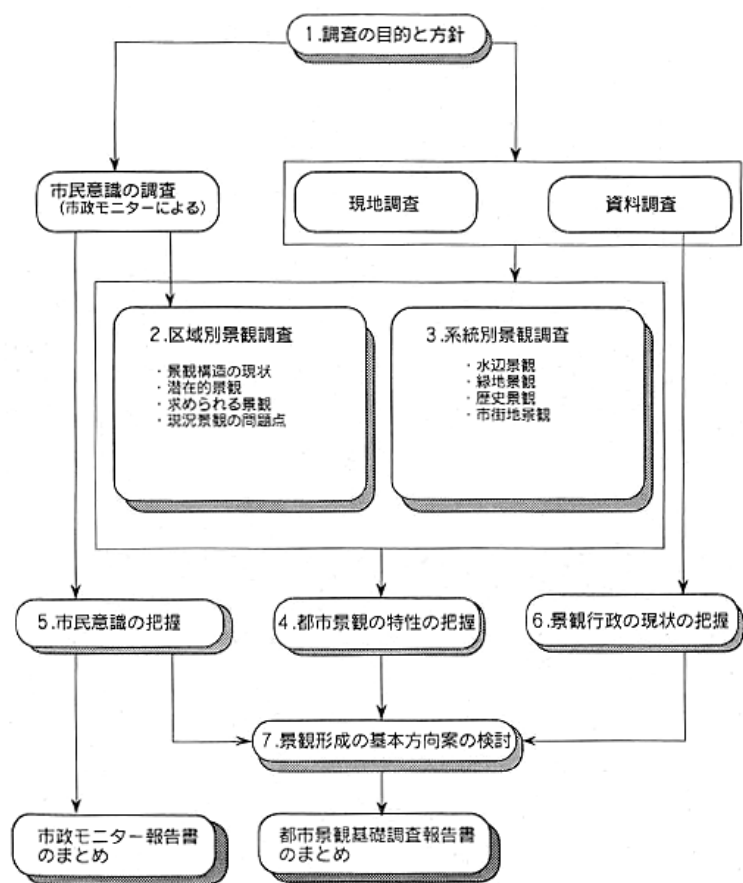 1.調査の目的と方針
市民意識の調査
(市政モニターによる)
現地調査
資料調査
2.区域別景観調査
・景観構造の現状
・潜在的景観
・求められる景観
・現況景観の問題点
3.系統別景観調査
・水辺景観
・緑地景観
・歴史景観
・市街地景観
5.市民意識の把握
4.都市景観の特性の把握
6.景観行政の現状の把握
7.景観形成の基本方向案の検討
市政モニター報告書
のまとめ
都市景観基礎調査報告書
のまとめ